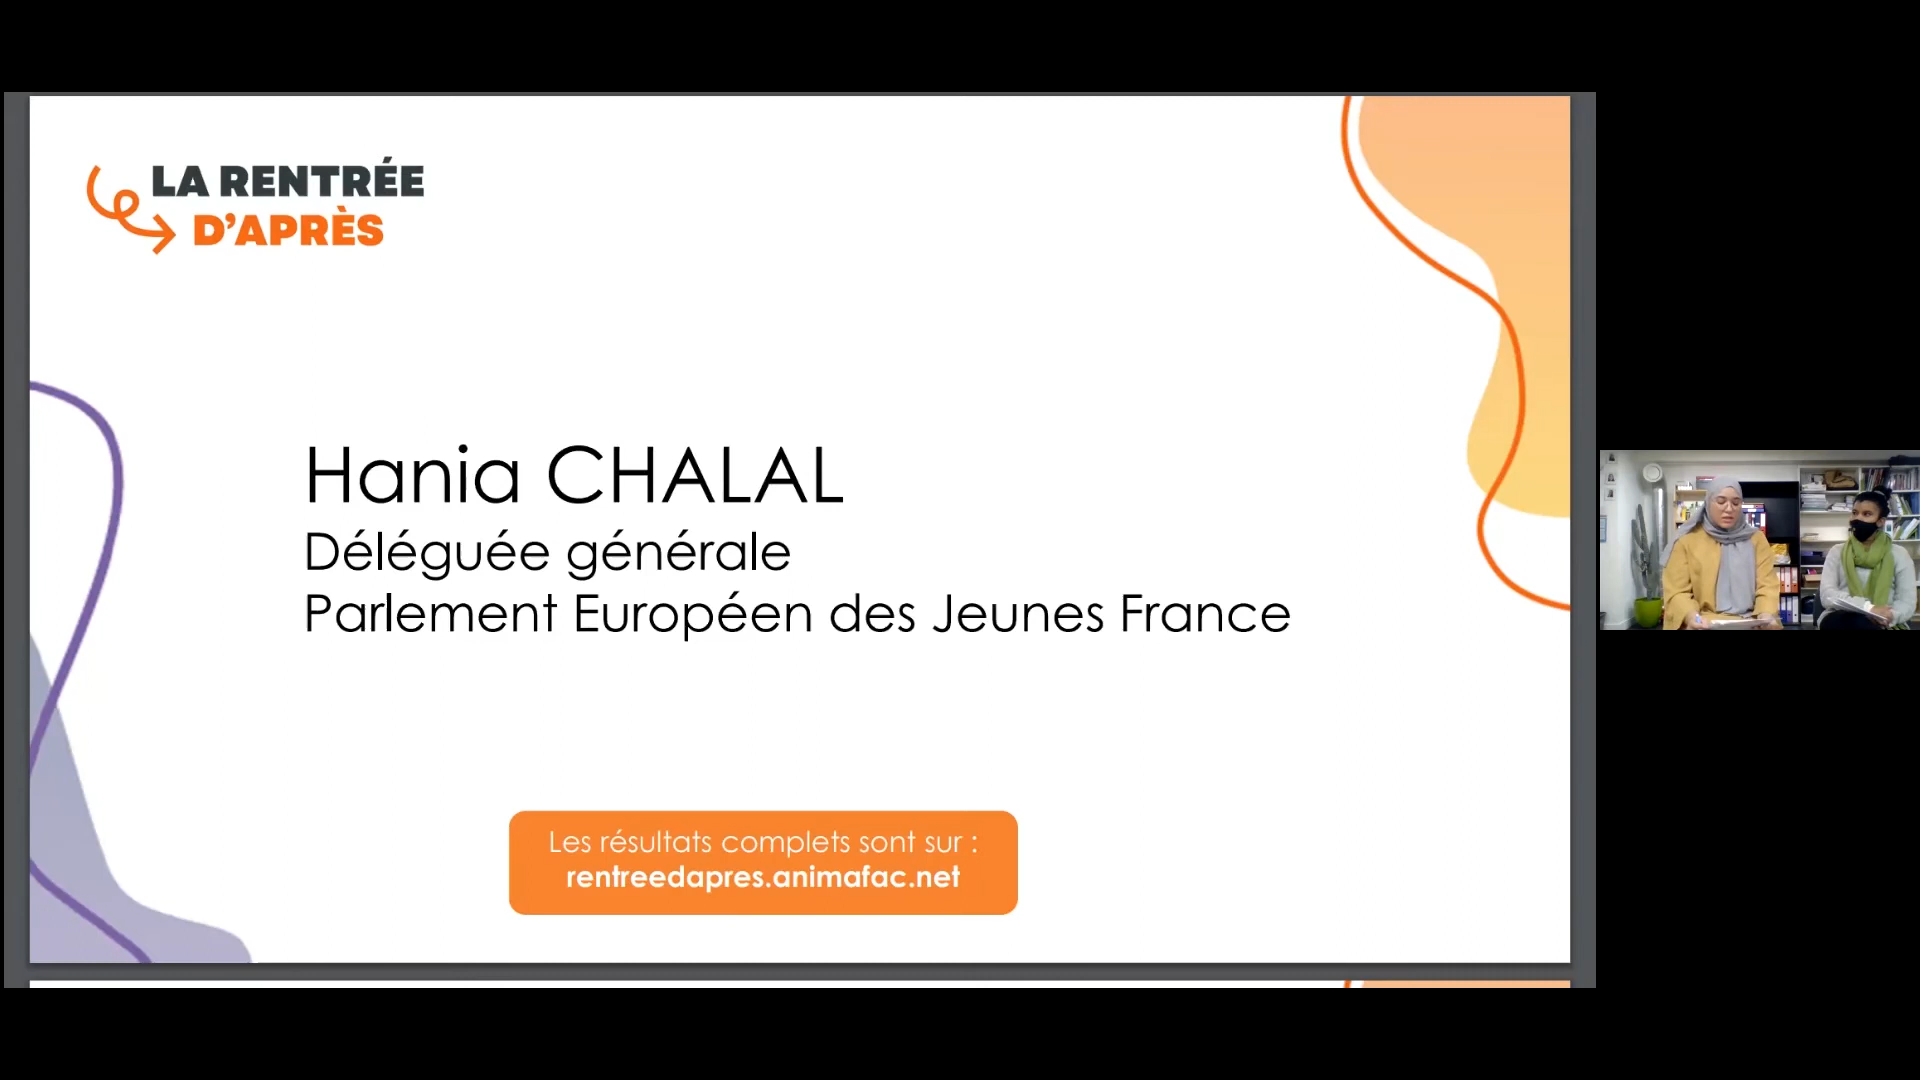 LA RENTRÉE
D'APRÈS
Hania CHALAL
Déléguée générale
Parlement Européen des Jeunes France
Les résultats complets sont sur :
rentreedapres.animafac.net